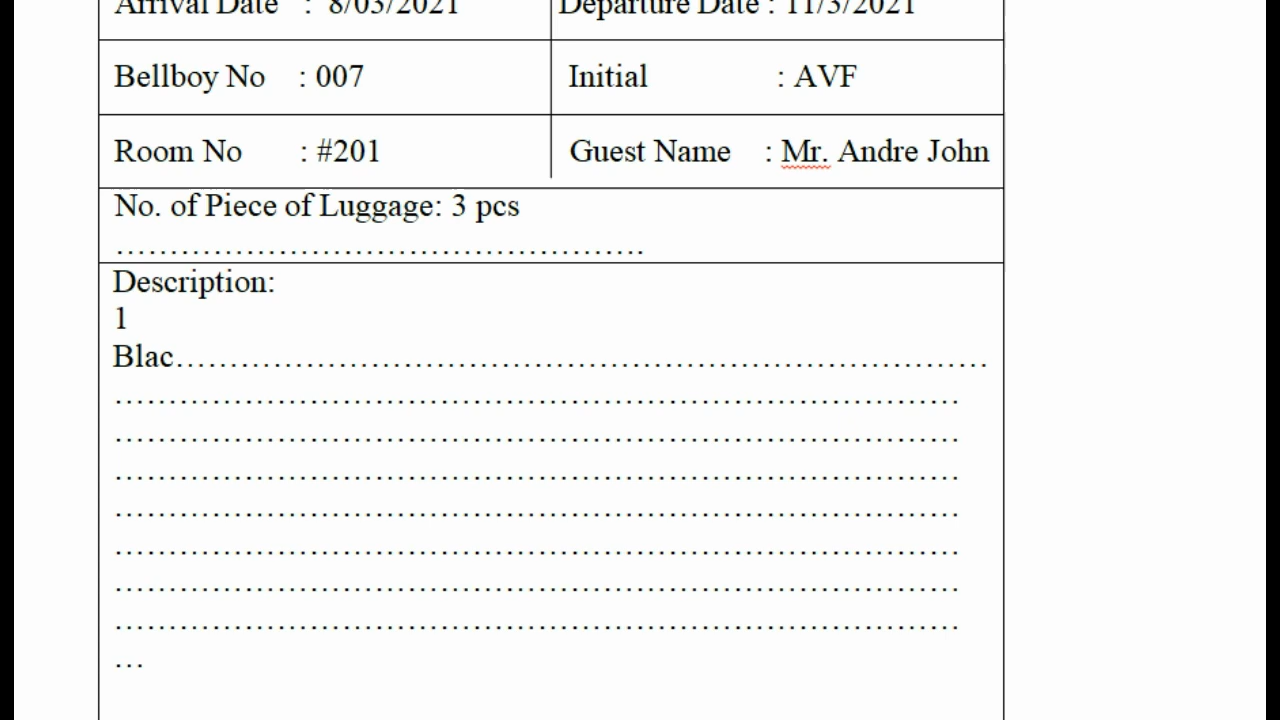 Arrival Date : 8/03/2021 Departure Date : 11/3/2021
Bellboy No : 007 Initial : AVF
Room No : #201 Guest Name : Mr. Andre John
No. of Piece of Luggage: 3 pcs
……………………………………………….
Description:
1
Blac…………………………………………………………………………
……………………………………………………………………………
……………………………………………………………………………
……………………………………………………………………………
……………………………………………………………………………
……………………………………………………………………………
……………………………………………………………………………
……………………………………………………………………………
…